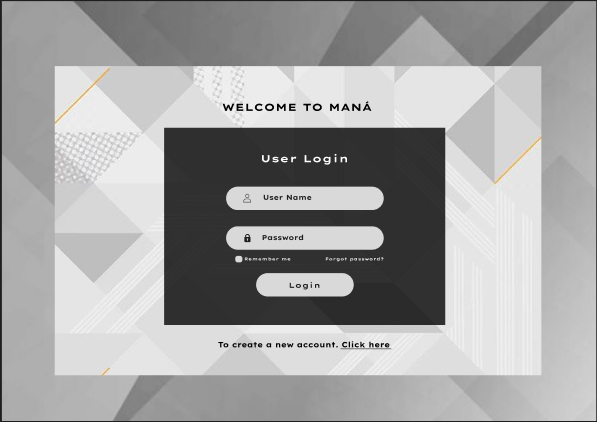 WELCOME TO MANÁ
User Login
User Name
Password
Remember me Forgot password?
Login
To create a new account. Click here